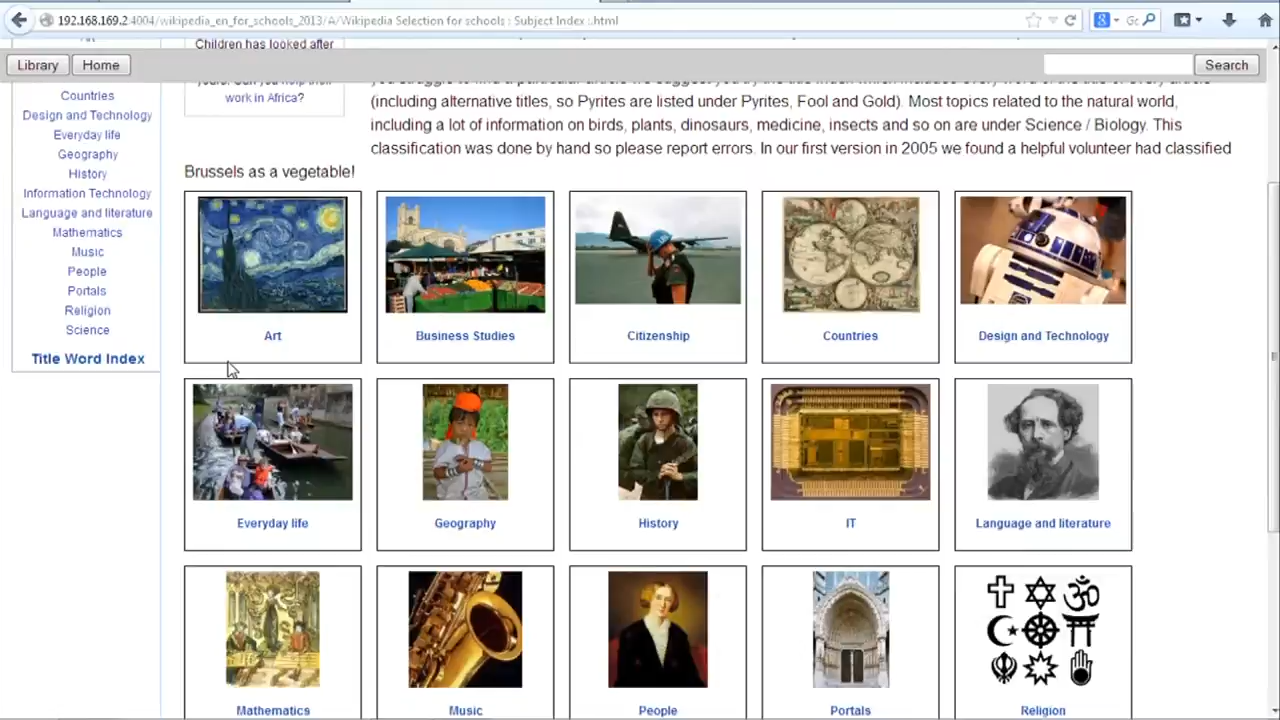 192.168.169.2:4004/wikipedia_en_for_schools_2013/A/Wikipedia Selection for schools : Subject Index :.html
Children has looked after
Library
Home
Search
work in Africa?
Countries
Design and Technology
Everyday life
Geography
History
Information Technology
Language and literature
Mathematics
Music
People
Portals
Religion
Science
Title Word Index
(including alternative titles, so Pyrites are listed under Pyrites, Fool and Gold). Most topics related to the natural world,
including a lot of information on birds, plants, dinosaurs, medicine, insects and so on are under Science / Biology. This
classification was done by hand so please report errors. In our first version in 2005 we found a helpful volunteer had classified
Brussels as a vegetable!
Art
Business Studies
Citizenship
Countries
Design and Technology
Everyday life
Geography
History
IT
Language and literature
Mathematics
Music
People
Portals
Religion